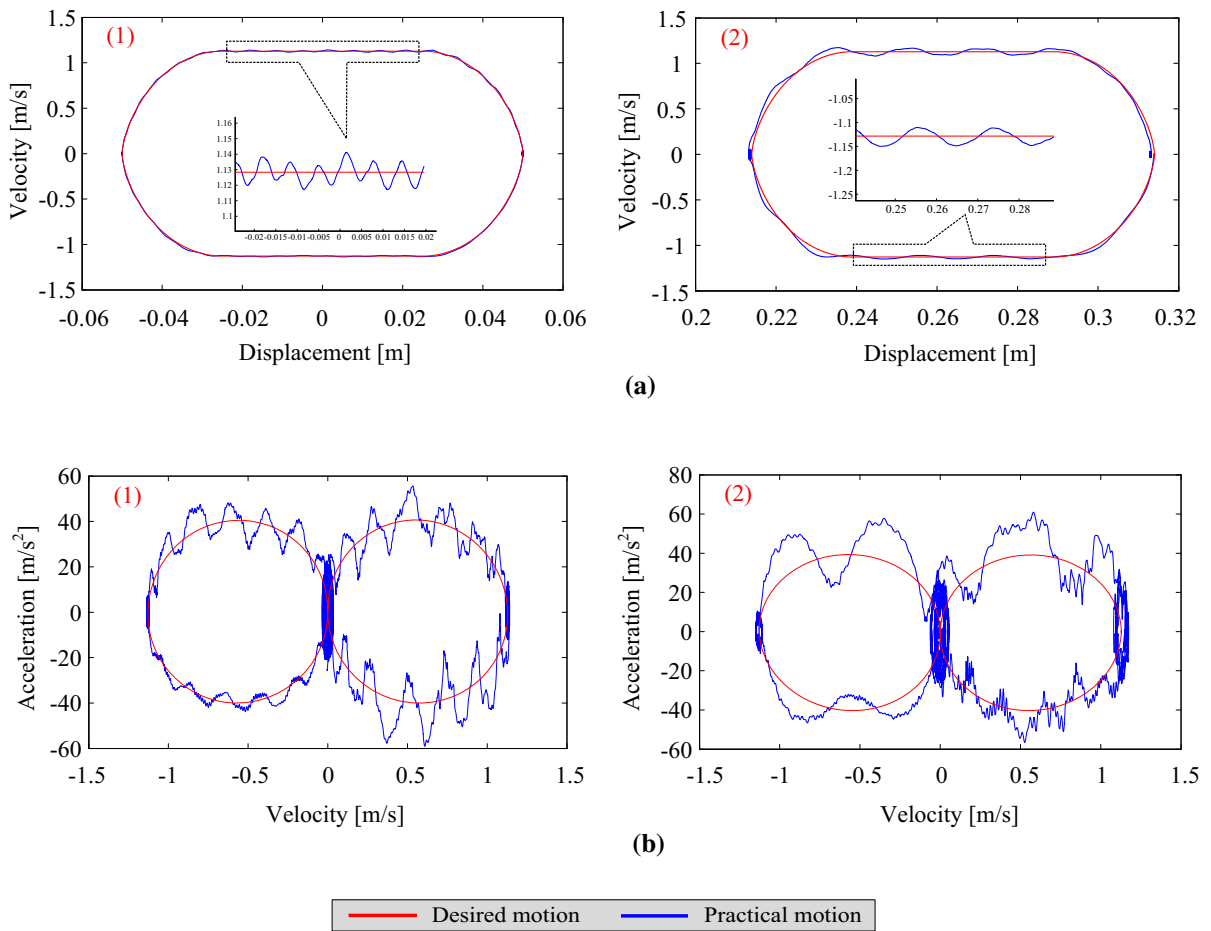 (1)
Velocity [m/s]
1.5
1
0.5
0
-0.5
-1
-1.5
1.16
1.15
1.14
1.13
1.12
1.1
-0.02 -0.015 -0.01 -0.005 0 0.005 0.01 0.015 0.02
-0.06 -0.04 -0.02 0 0.02 0.04 0.06
Displacement [m]
(2)
Velocity [m/s]
1.5
1
0.5
0
-0.5
-1
-1.5
-1.05
-1.1
-1.15
-1.2
-1.25
0.25 0.26 0.27 0.28
0.2 0.22 0.24 0.26 0.28 0.3 0.32
Displacement [m]
(a)
(1)
Acceleration [m/s²]
60
40
20
0
-20
-40
-60
-1.5 -1 -0.5 0 0.5 1 1.5
Velocity [m/s]
(2)
Acceleration [m/s²]
80
60
40
20
0
-20
-40
-60
-1.5 -1 -0.5 0 0.5 1 1.5
Velocity [m/s]
(b)
Desired motion Practical motion